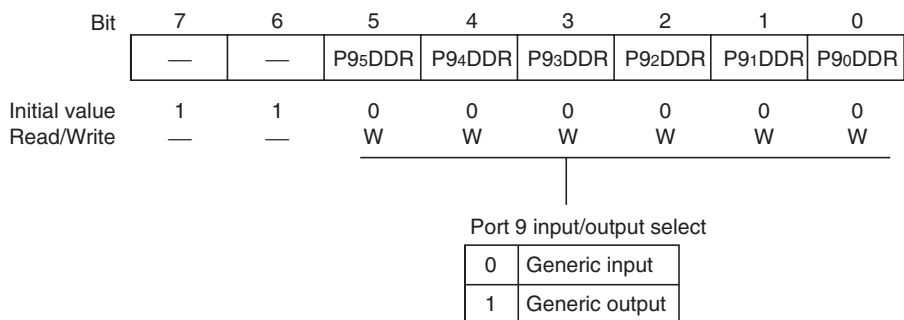 Bit 7 6 5 4 3 2 1 0
— — P95DDR P94DDR P93DDR P92DDR P91DDR P90DDR
Initial value 1 1 0 0 0 0 0 0
Read/Write — — W W W W W W
Port 9 input/output select
0 Generic input
1 Generic output